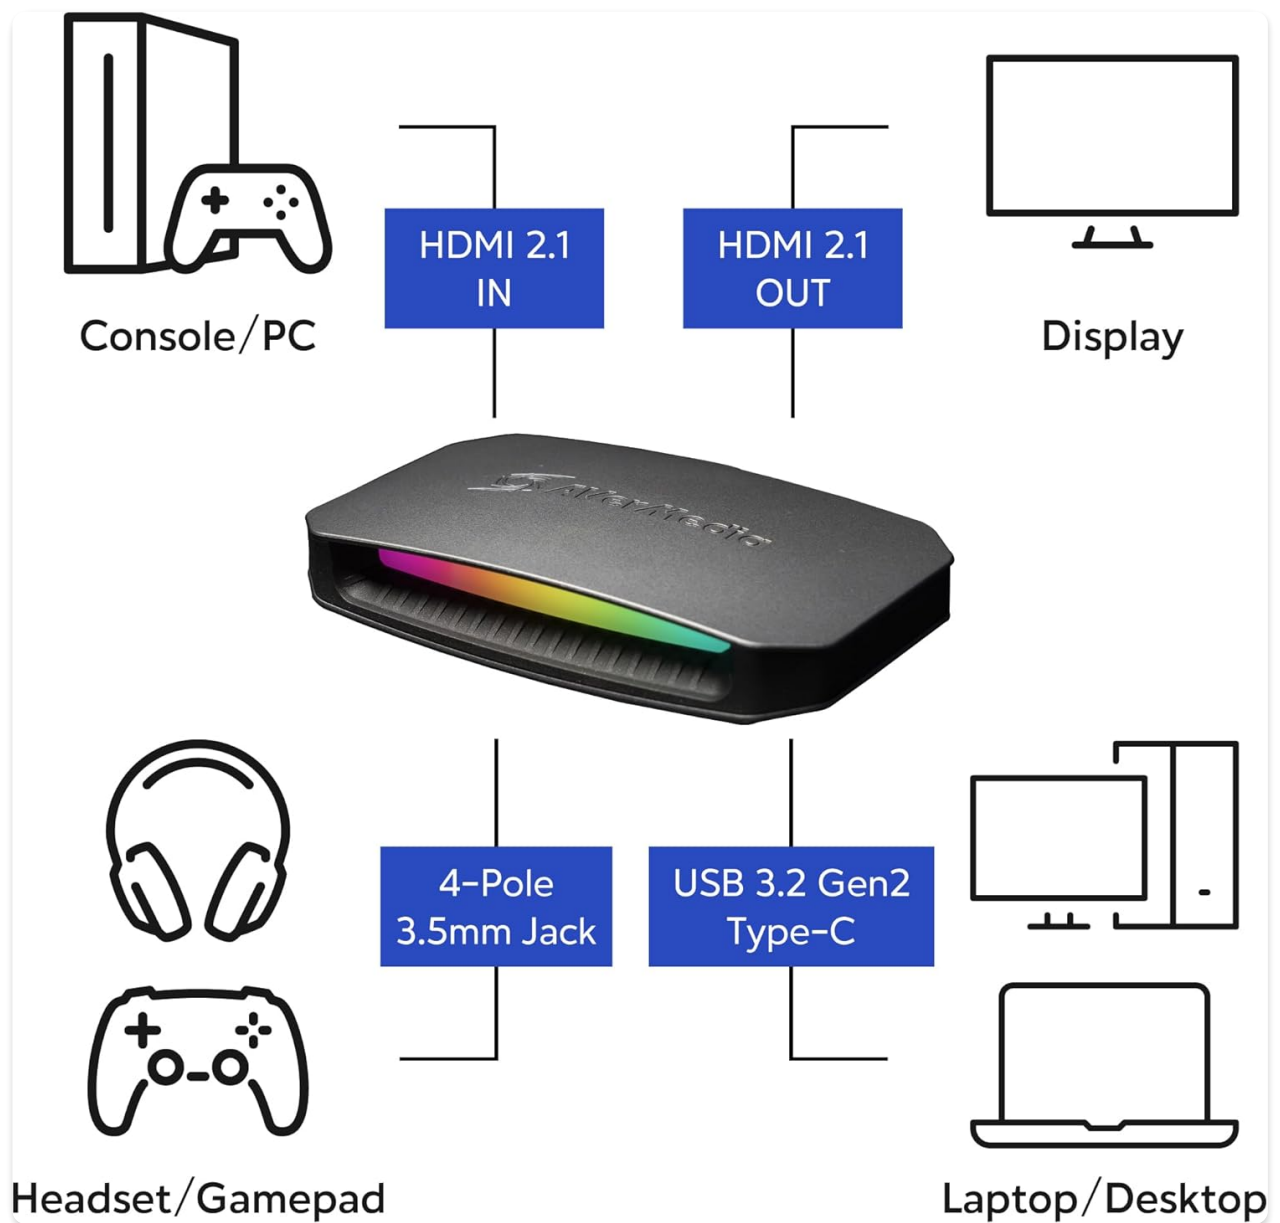 HDMI 2.1
IN
HDMI 2.1
OUT
Console/PC
Display
AVerMedia
4-Pole
3.5mm Jack
USB 3.2 Gen2
Type-C
Headset/Gamepad
Laptop/Desktop